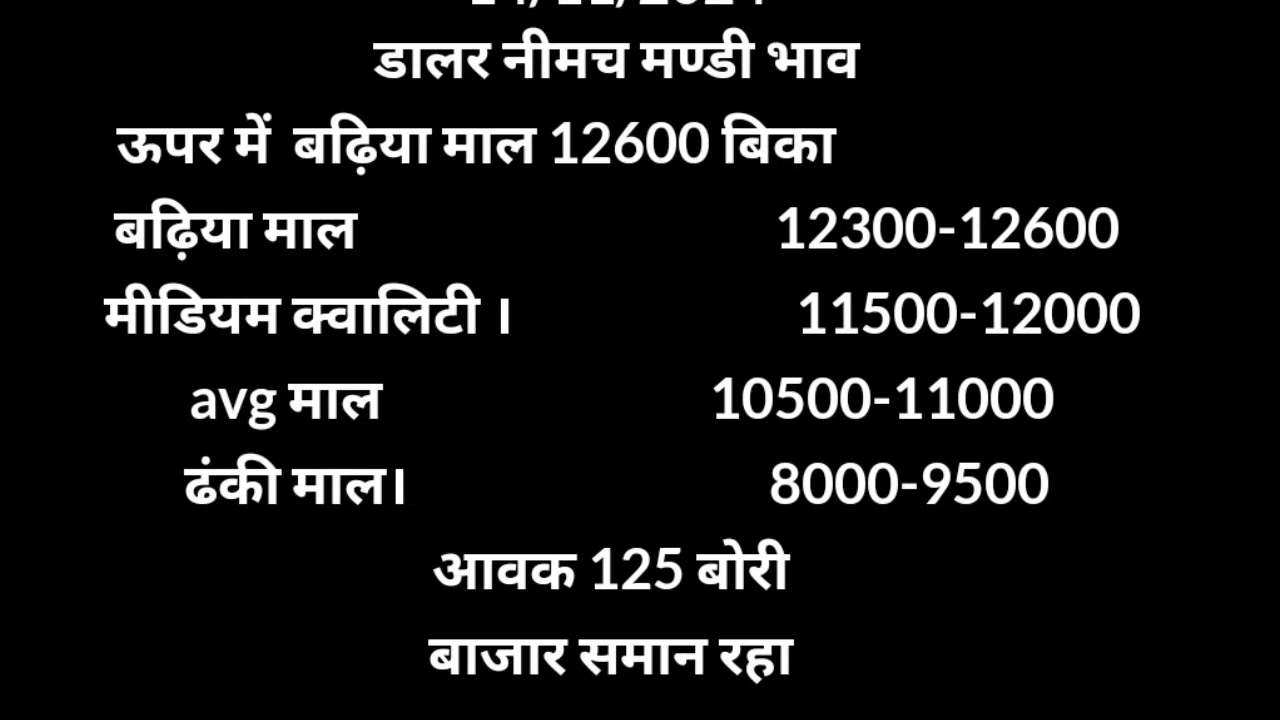 डालर नीमच मण्डी भाव
ऊपर में बढ़िया माल 12600 बिका
बढ़िया माल 12300-12600
मीडियम क्वालिटी । 11500-12000
avg माल 10500-11000
ढंकी माल। 8000-9500
आवक 125 बोरी
बाजार समान रहा